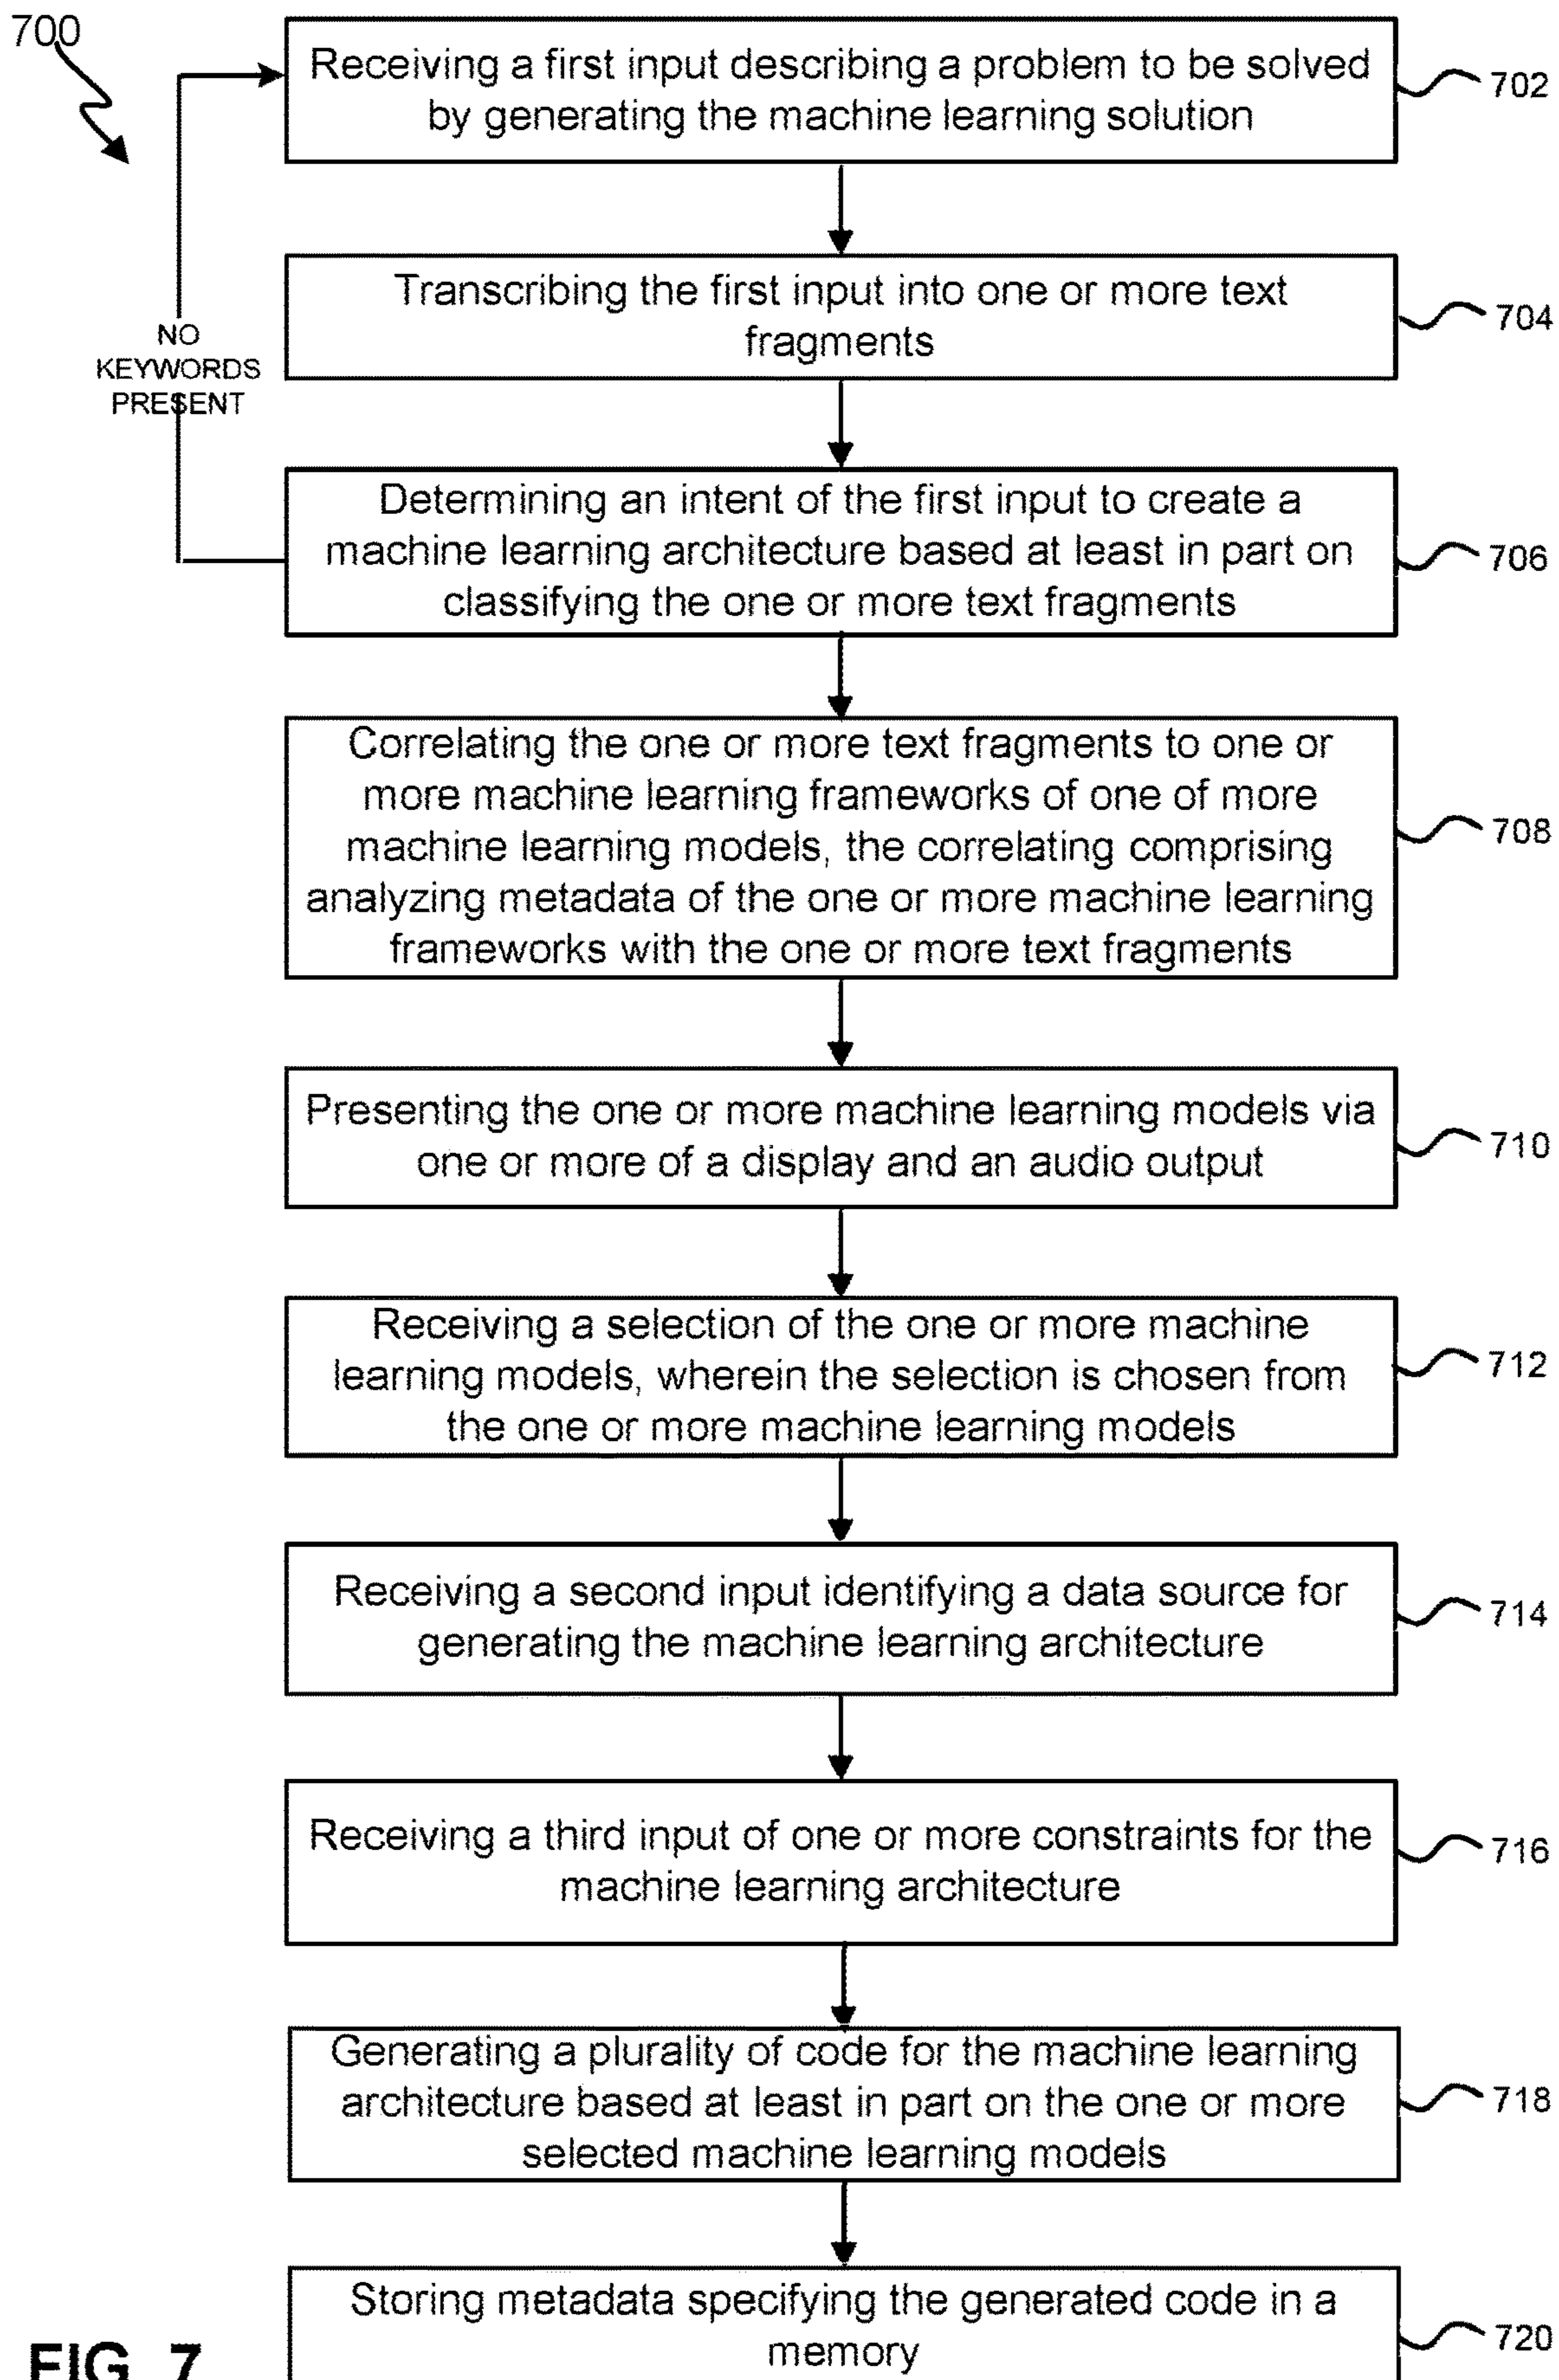 700
Receiving a first input describing a problem to be solved
by generating the machine learning solution
702
Transcribing the first input into one or more text
fragments
704
NO
KEYWORDS
PRESENT
Determining an intent of the first input to create a
machine learning architecture based at least in part on
classifying the one or more text fragments
706
Correlating the one or more text fragments to one or
more machine learning frameworks of one of more
machine learning models, the correlating comprising
analyzing metadata of the one or more machine learning
frameworks with the one or more text fragments
708
Presenting the one or more machine learning models via
one or more of a display and an audio output
710
Receiving a selection of the one or more machine
learning models, wherein the selection is chosen from
the one or more machine learning models
712
Receiving a second input identifying a data source for
generating the machine learning architecture
714
Receiving a third input of one or more constraints for the
machine learning architecture
716
Generating a plurality of code for the machine learning
architecture based at least in part on the one or more
selected machine learning models
718
Storing metadata specifying the generated code in a
memory
720
FIG. 7